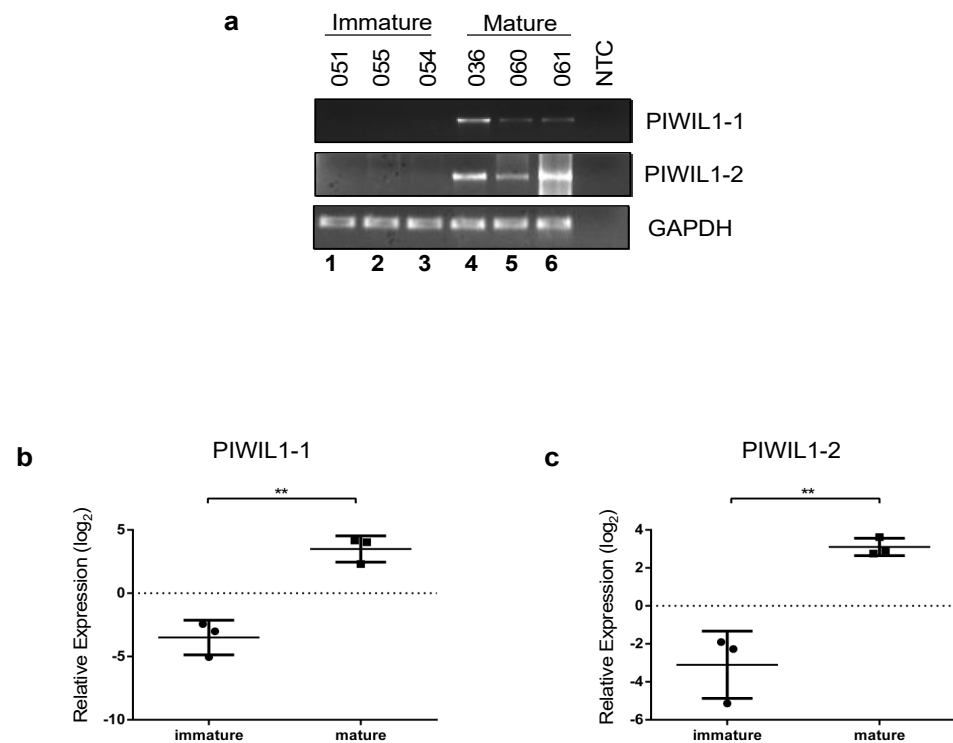 a
Immature Mature
051 055 054 036 060 061 NTC
PIWIL1-1
PIWIL1-2
GAPDH
1 2 3 4 5 6
b
PIWIL1-1
**
Relative Expression (log2)
5
0
-5
-10
immature mature
c
PIWIL1-2
**
Relative Expression (log2)
4
2
0
-2
-4
-6
immature mature